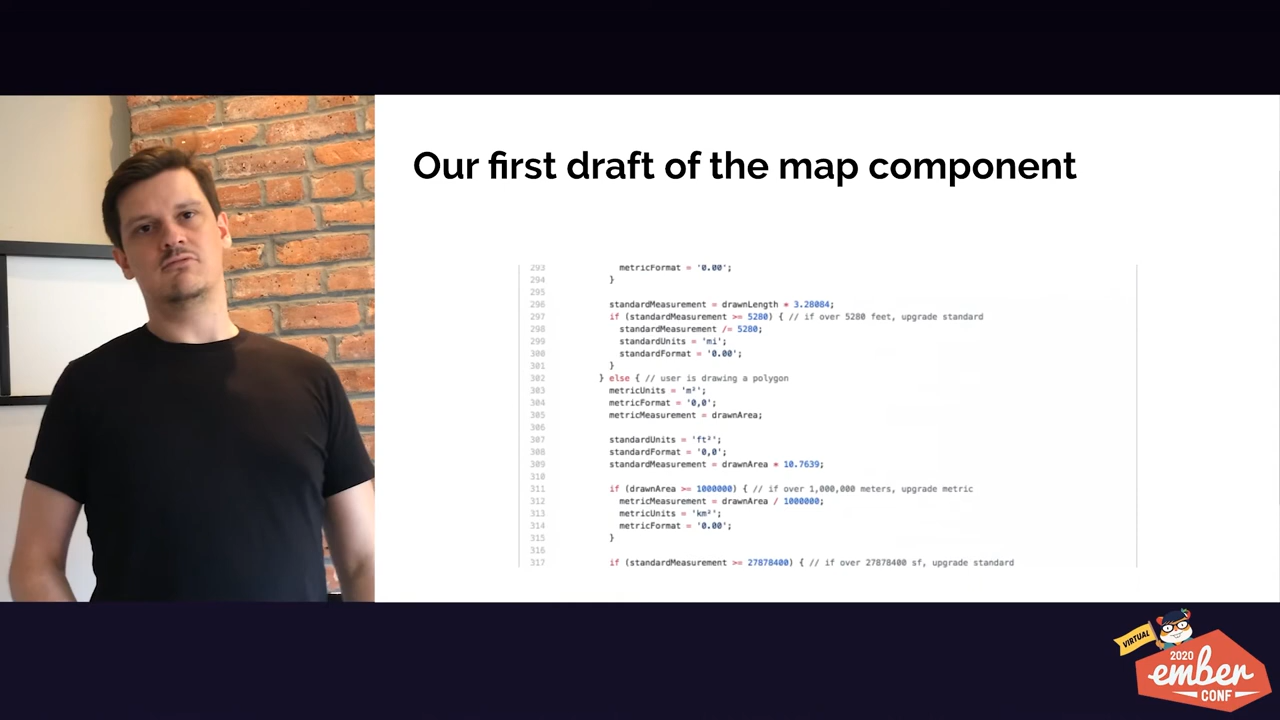 Our first draft of the map component
293 metricFormat = '0.00';
294 }
295
296 standardMeasurement = drawnLength * 3.28084;
297 if (standardMeasurement >= 5280) { // if over 5280 feet, upgrade standard
298 standardMeasurement /= 5280;
299 standardUnits = 'mi';
300 standardFormat = '0.00';
301 }
302 } else { // user is drawing a polygon
303 metricUnits = 'm²';
304 metricFormat = '0,0';
305 metricMeasurement = drawnArea;
306
307 standardUnits = 'ft²';
308 standardFormat = '0,0';
309 standardMeasurement = drawnArea * 10.7639;
310
311 if (drawnArea >= 1000000) { // if over 1,000,000 meters, upgrade metric
312 metricMeasurement = drawnArea / 1000000;
313 metricUnits = 'km²';
314 metricFormat = '0.00';
315 }
316
317 if (standardMeasurement >= 27878400) { // if over 27878400 sf, upgrade standard
VIRTUAL
2020
ember
CONF